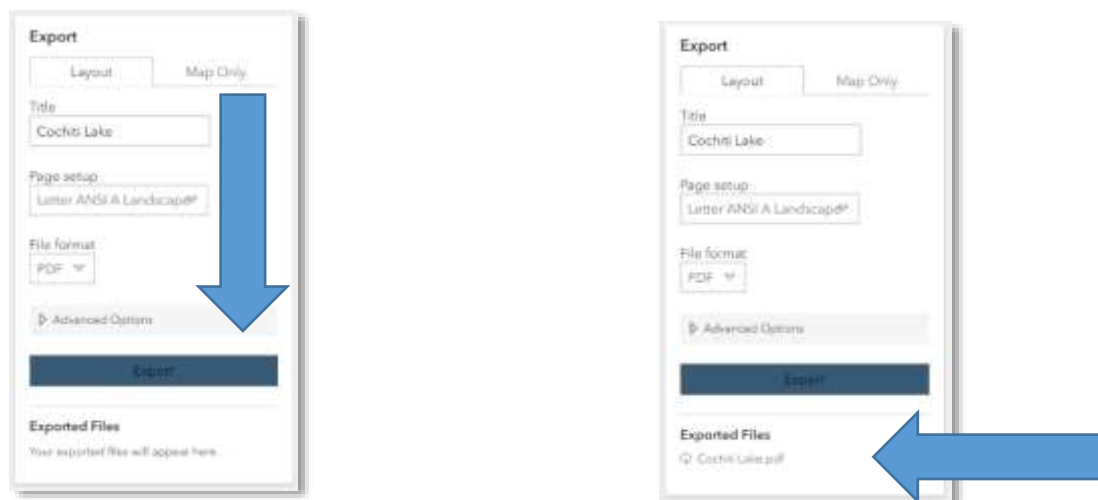 Export
Layout Map Only
Title
Cochiti Lake
Page setup
Letter ANSI A Landscape
File format
PDF
Advanced Options
Export
Exported Files
Your exported files will appear here.
Export
Layout Map Only
Title
Cochiti Lake
Page setup
Letter ANSI A Landscape
File format
PDF
Advanced Options
Export
Exported Files
Cochiti Lake.pdf